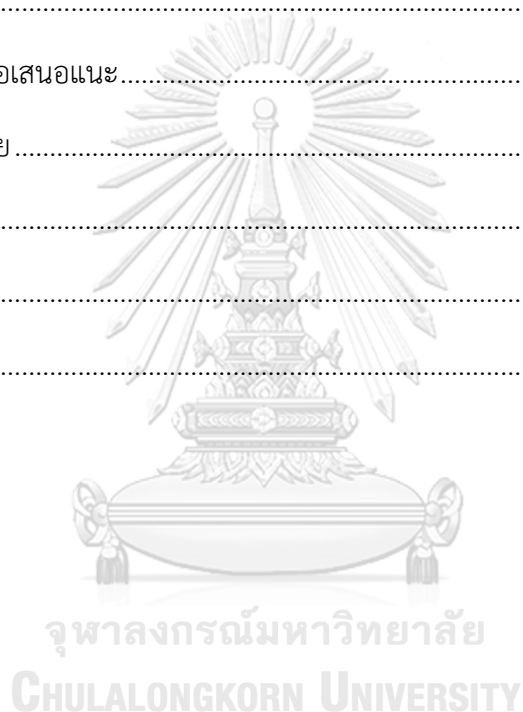 ........................................................................
อเสนอแนะ........................................................
ย ........................................................................
........................................................................
........................................................................
........................................................................
จุฬาลงกรณ์มหาวิทยาลัย
CHULALONGKORN UNIVERSITY